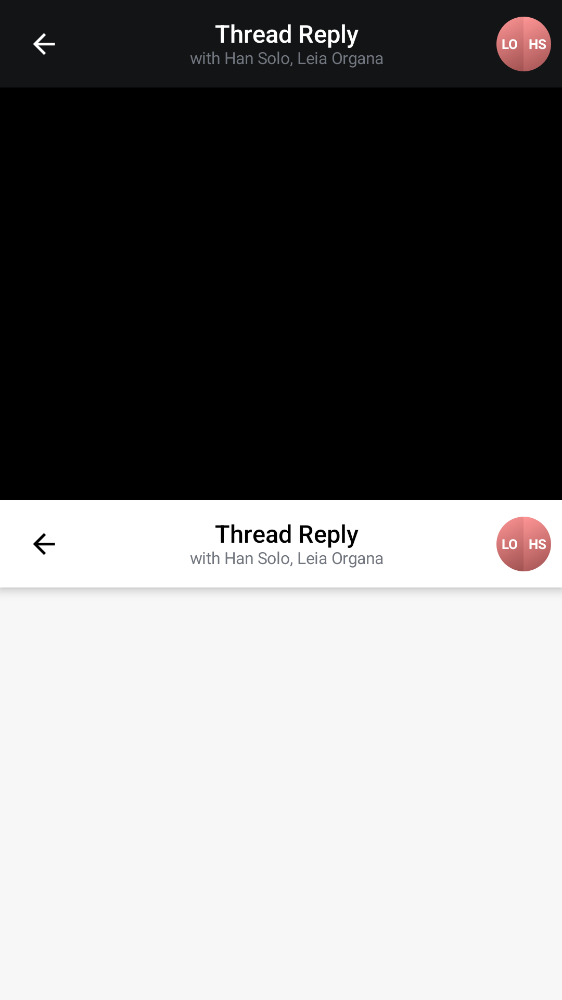 Thread Reply
with Han Solo, Leia Organa
LO HS
Thread Reply
with Han Solo, Leia Organa
LO HS